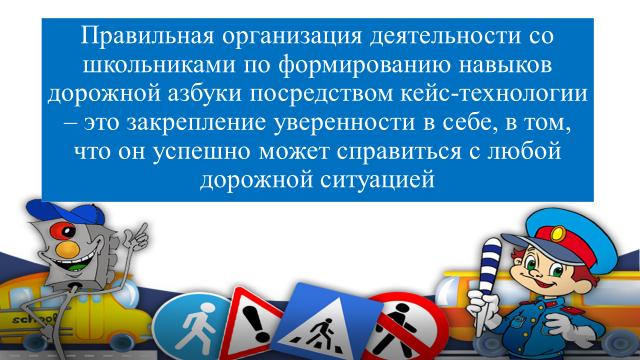 Правильная организация деятельности со
школьниками по формированию навыков
дорожной азбуки посредством кейс-технологии
– это закрепление уверенности в себе, в том,
что он успешно может справиться с любой
дорожной ситуацией
School